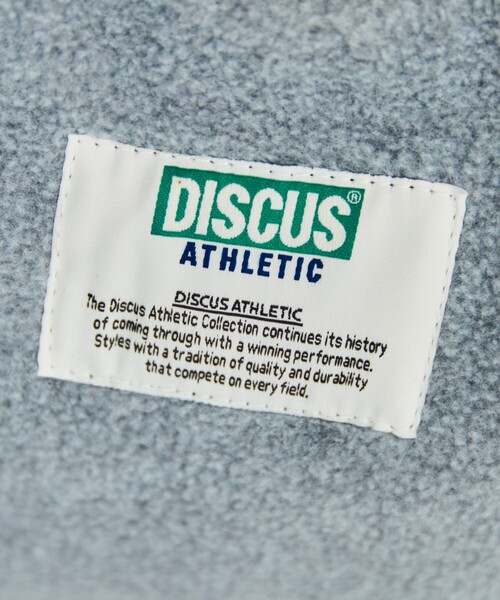 DISCUS®
ATHLETIC
DISCUS ATHLETIC
The Discus Athletic Collection continues its history
of coming through with a winning performance.
Styles with a tradition of quality and durability
that compete on every field.